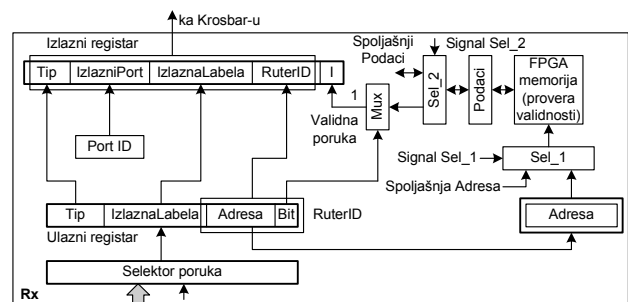 ka Krosbar-u
Izlazni registar
Tip IzlazniPort IzlaznaLabela RuterID I
Port ID
Spoljašnji
Podaci
Signal Sel_2
Sel_2
Podaci
FPGA
memorija
(provera
validnosti)
1
Mux
Validna
poruka
Signal Sel_1
Sel_1
Spoljašnja Adresa
Tip IzlaznaLabela Adresa Bit
RuterID
Adresa
Ulazni registar
Selektor poruka
Rx